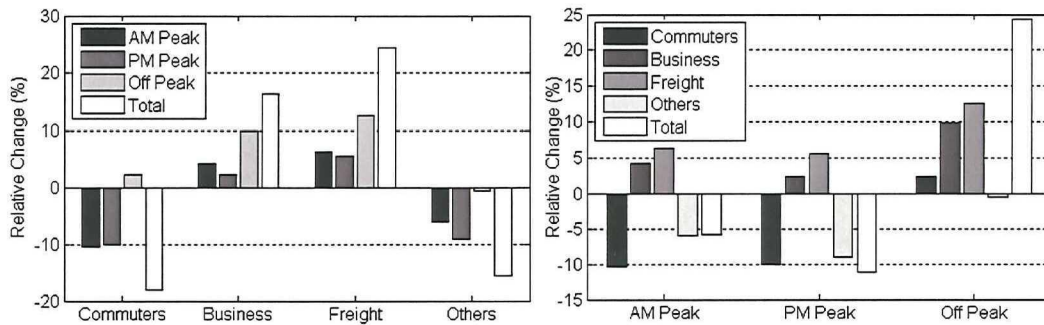 30
20
10
0
-10
-20
Relative Change (%)
AM Peak
PM Peak
Off Peak
Total
Commuters Business Freight Others
25
20
15
10
5
0
-5
-10
-15
Relative Change (%)
Commuters
Business
Freight
Others
Total
AM Peak PM Peak Off Peak